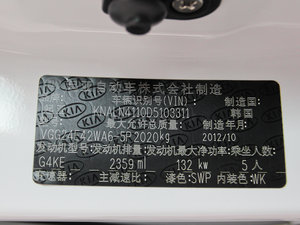 KIA KIA KIA
自动车株式会社制造
车辆识别号(VIN): 制造国:
KNALN4110D5103311 韩国
最大允许总质量: 制造年月:
VGG24L42WA6-5P 2020kg 2012/10
发动机型号:发动机排量:发动机最大净功率:乘坐人数:
G4KE 2359 ml 132 kw 5 人
主减速比: 漆色:SWP 内装色:WK